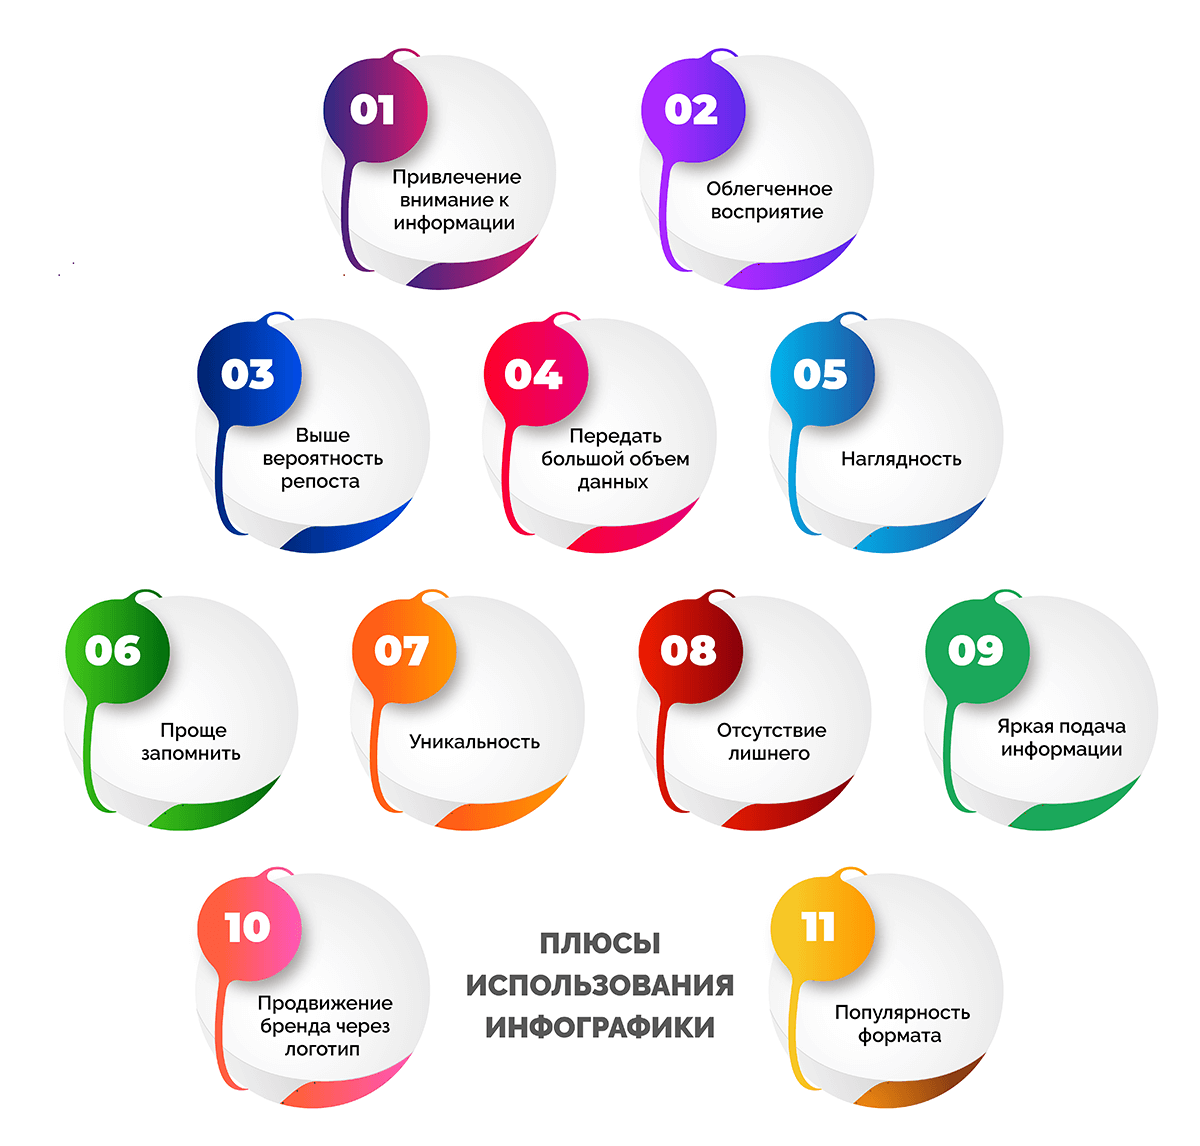 01
Привлечение
внимание к
информации
02
Облегченное
восприятие
03
Выше
вероятность
репоста
04
Передать
большой объем
данных
05
Наглядность
06
Проще
запомнить
07
Уникальность
08
Отсутствие
лишнего
09
Яркая подача
информации
10
Продвижение
бренда через
логотип
ПЛЮСЫ
ИСПОЛЬЗОВАНИЯ
ИНФОГРАФИКИ
11
Популярность
формата